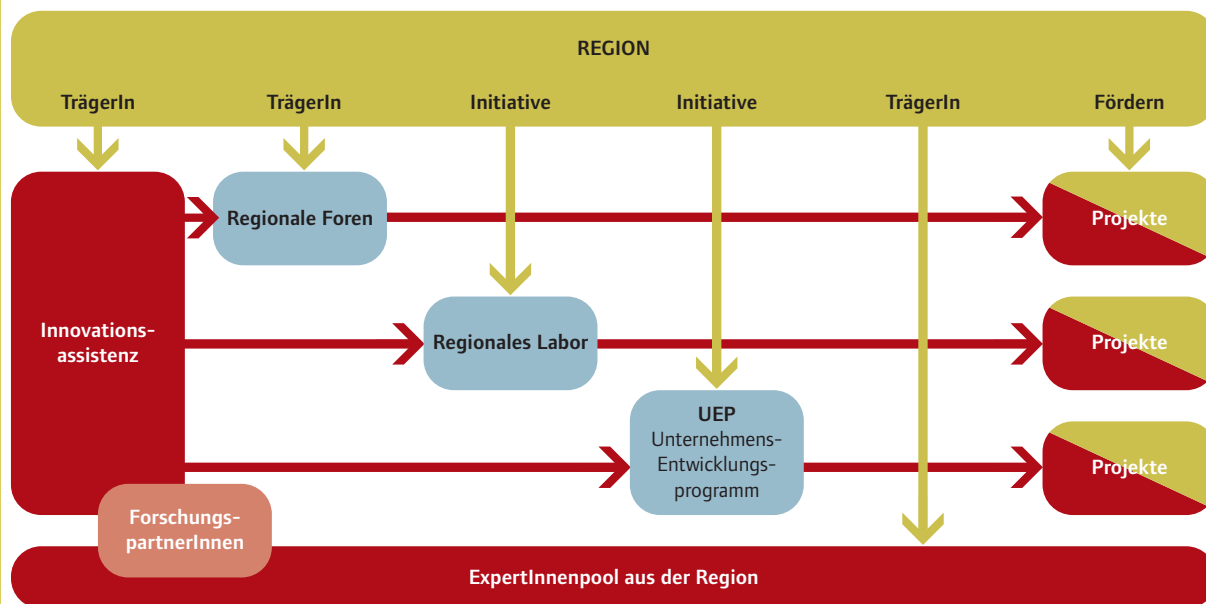 REGION
TrägerIn TrägerIn Initiative Initiative TrägerIn Fördern
Regionale Foren
Projekte
Innovations-
assistenz
Regionales Labor
Projekte
UEP
Unternehmens-
Entwicklungs-
programm
Projekte
Forschungs-
partnerInnen
ExpertInnenpool aus der Region